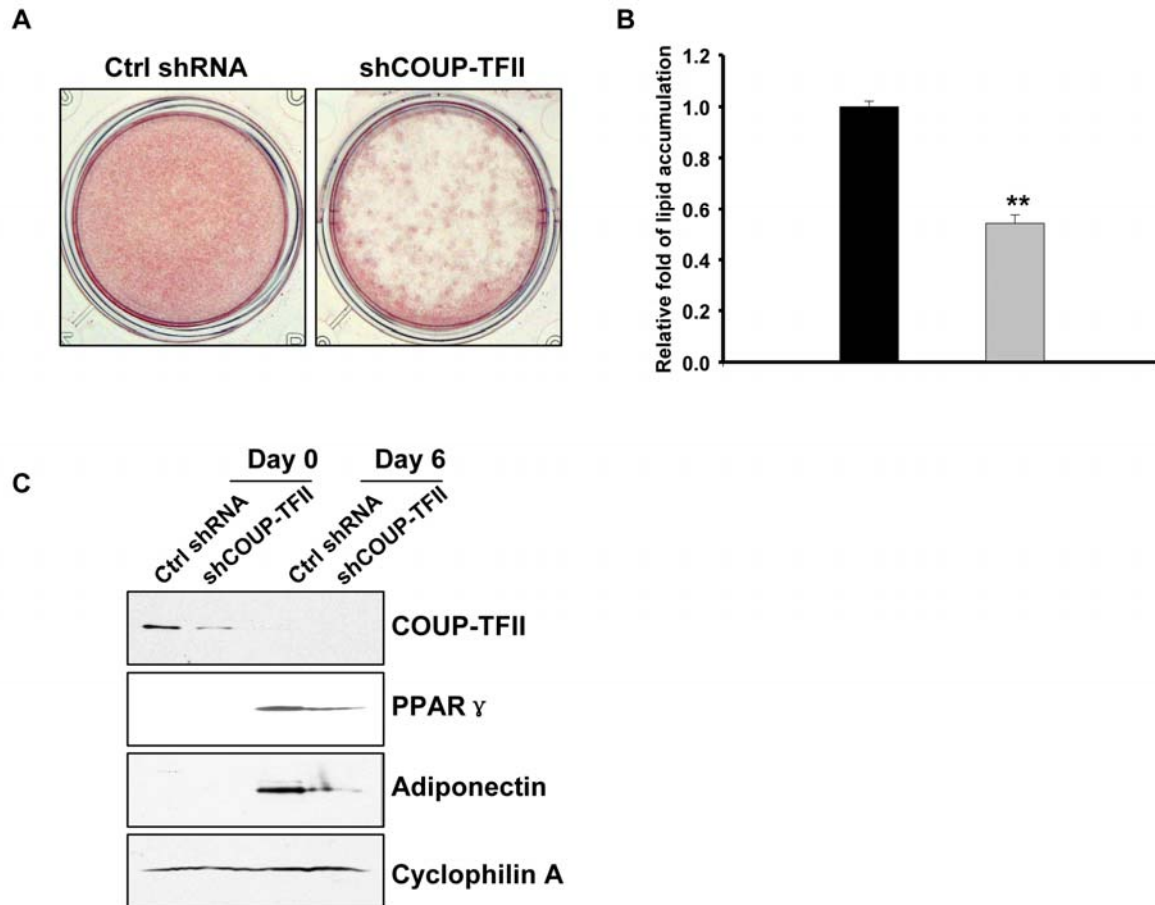 A
Ctrl shRNA
shCOUP-TFII
B
Relative fold of lipid accumulation
1.2
1.0
0.8
0.6
0.4
0.2
0.0
**
C
Day 0
Day 6
Ctrl shRNA
shCOUP-TFII
Ctrl shRNA
shCOUP-TFII
COUP-TFII
PPAR γ
Adiponectin
Cyclophilin A